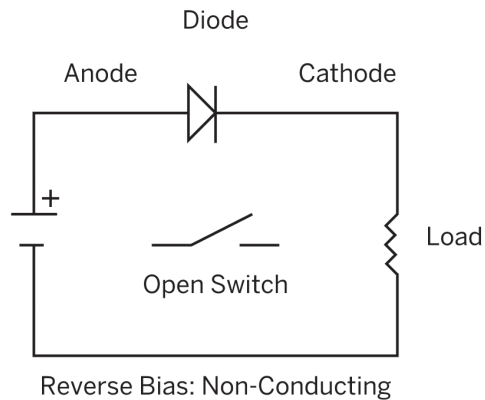 Diode
Anode
Cathode
+
Load
Open Switch
Reverse Bias: Non-Conducting